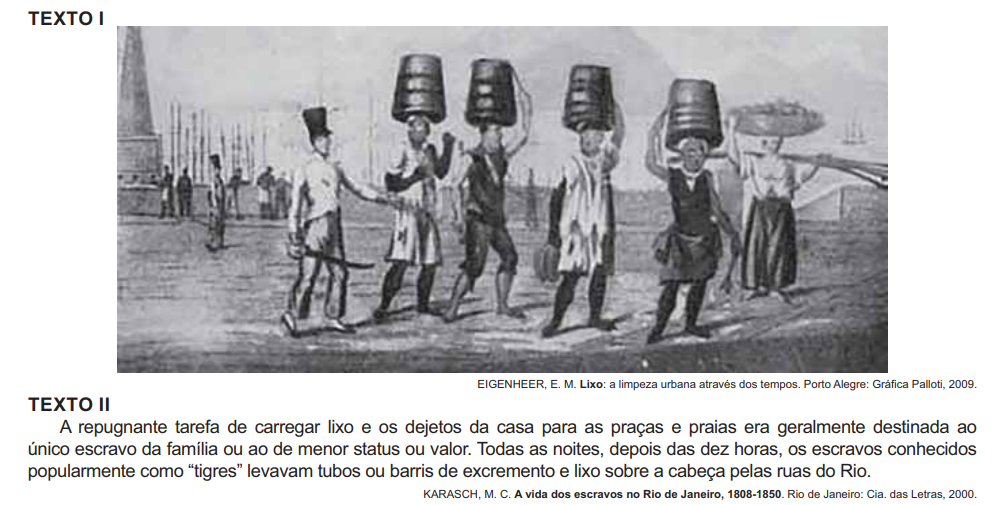 TEXTO I
EIGENHEER, E. M. Lixo: a limpeza urbana através dos tempos. Porto Alegre: Gráfica Palloti, 2009.
TEXTO II
A repugnante tarefa de carregar lixo e os dejetos da casa para as praças e praias era geralmente destinada ao
único escravo da família ou ao de menor status ou valor. Todas as noites, depois das dez horas, os escravos conhecidos
popularmente como “tigres” levavam tubos ou barris de excremento e lixo sobre a cabeça pelas ruas do Rio.
KARASCH, M. C. A vida dos escravos no Rio de Janeiro, 1808-1850. Rio de Janeiro: Cia. das Letras, 2000.